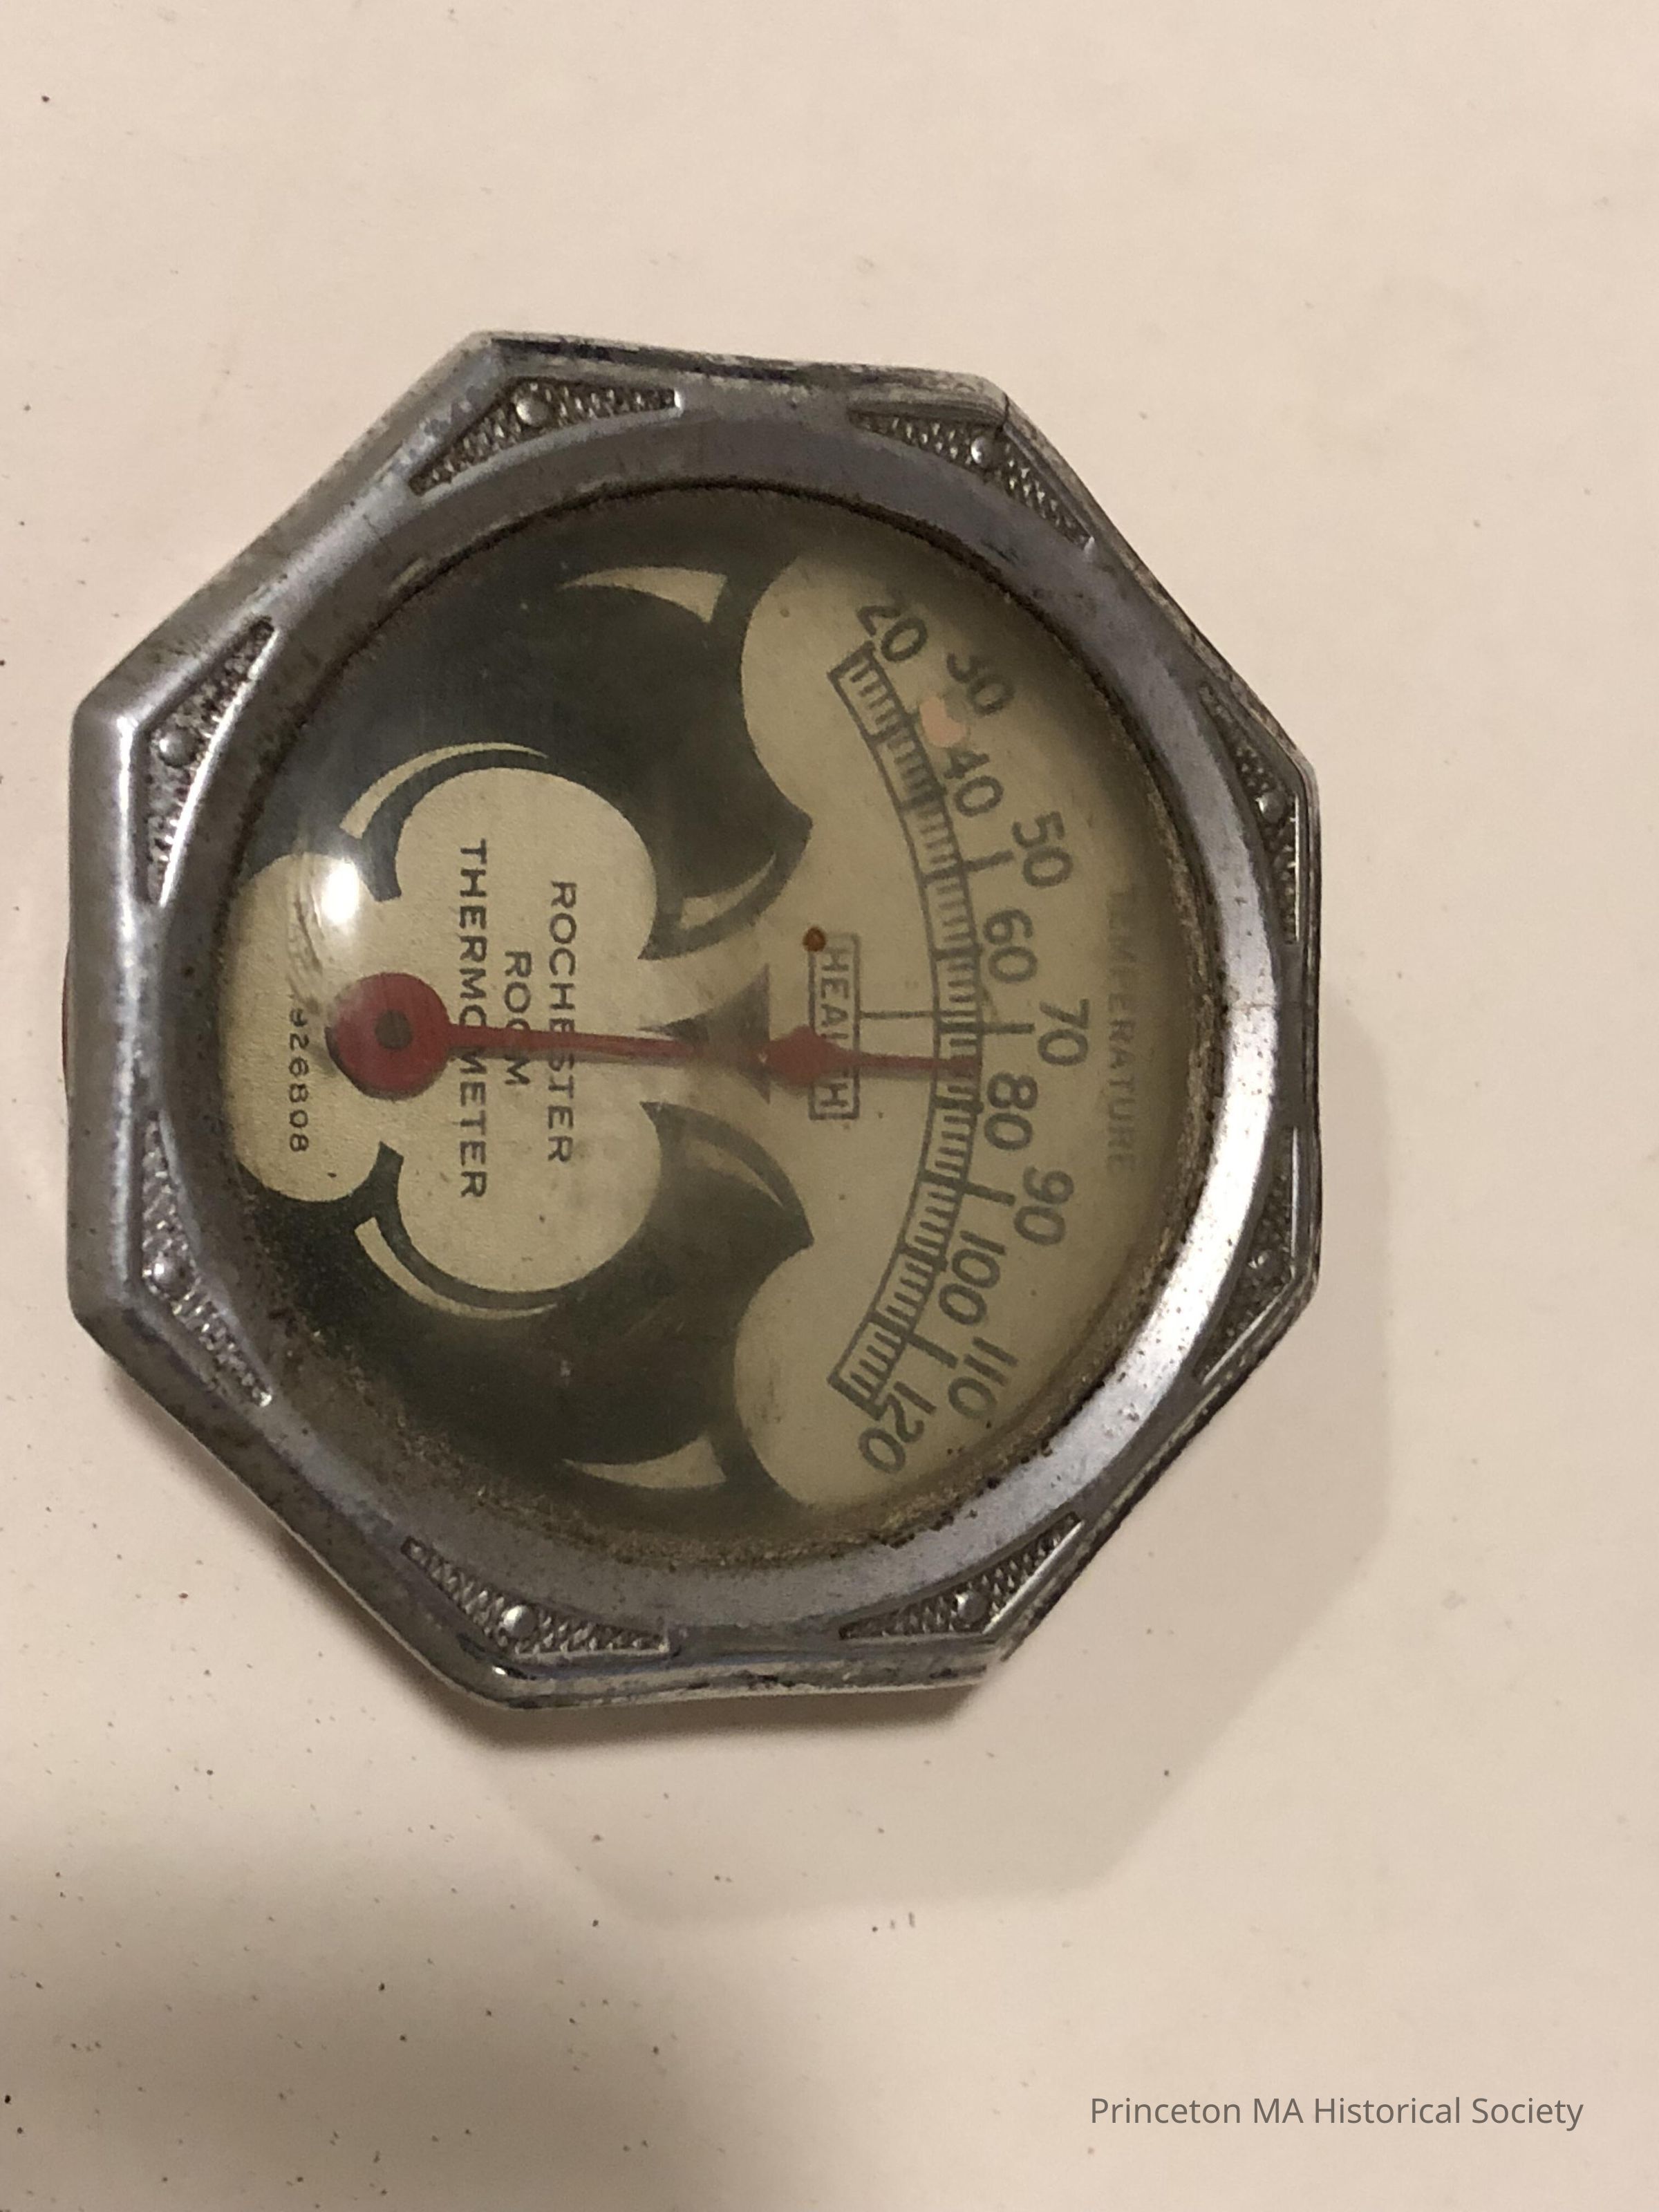 TEMPERATURE
20 30 40 50 60 70 80 90 100 110 120
HEALTH
ROCHESTER
ROOM
THERMOMETER
926808
Princeton MA Historical Society